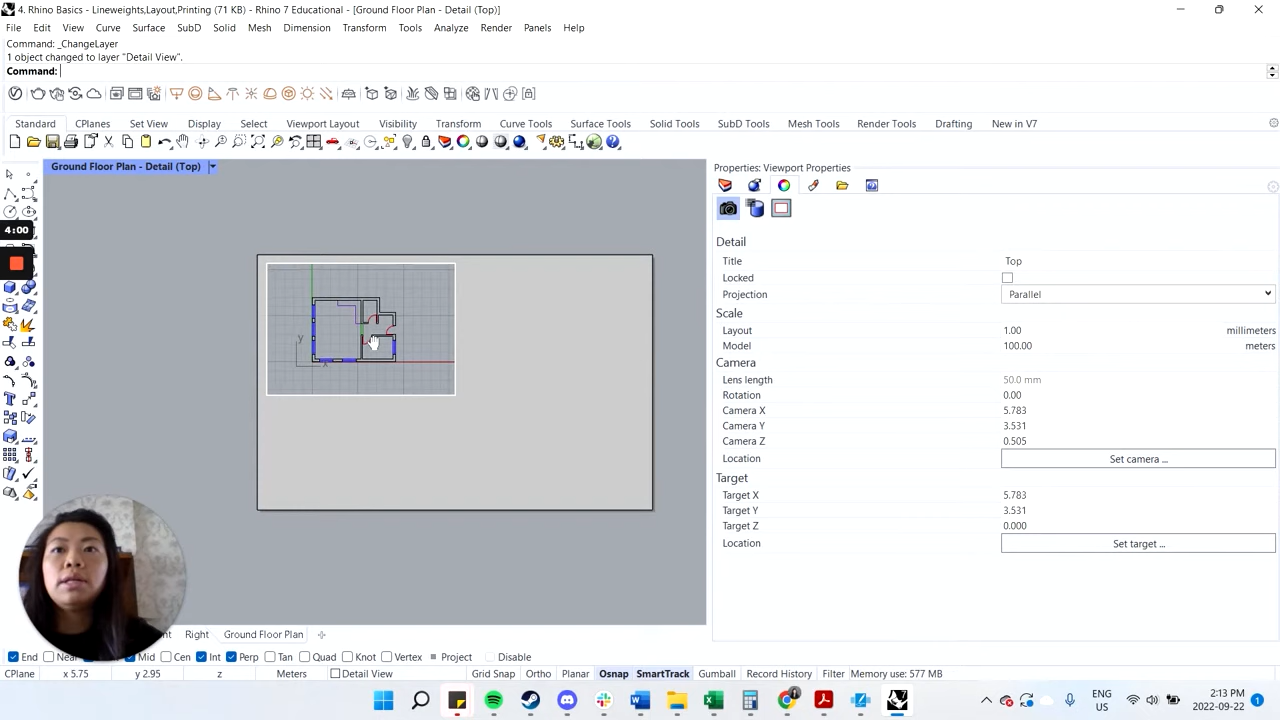 4. Rhino Basics - Lineweights,Layout,Printing (71 KB) - Rhino 7 Educational - [Ground Floor Plan - Detail (Top)]
File Edit View Curve Surface SubD Solid Mesh Dimension Transform Tools Analyze Render Panels Help
Command: _ChangeLayer
1 object changed to layer "Detail View".
Command:
Standard CPlanes Set View Display Select Viewport Layout Visibility Transform Curve Tools Surface Tools Solid Tools SubD Tools Mesh Tools Render Tools Drafting New in V7
Ground Floor Plan - Detail (Top)
Properties: Viewport Properties
4:00
Detail
Title Top
Locked
Projection Parallel
Scale
Layout 1.00 millimeters
Model 100.00 meters
Camera
Lens length 50.0 mm
Rotation 0.00
Camera X 5.783
Camera Y 3.531
Camera Z 0.505
Location Set camera ...
Target
Target X 5.783
Target Y 3.531
Target Z 0.000
Location Set target ...
y
x
nt Right Ground Floor Plan
End Near Mid Cen Int Perp Tan Quad Knot Vertex Project Disable
CPlane x 5.75 y 2.95 z Meters Detail View Grid Snap Ortho Planar Osnap SmartTrack Gumball Record History Filter Memory use: 577 MB
ENG
US
2:13 PM
2022-09-22
1